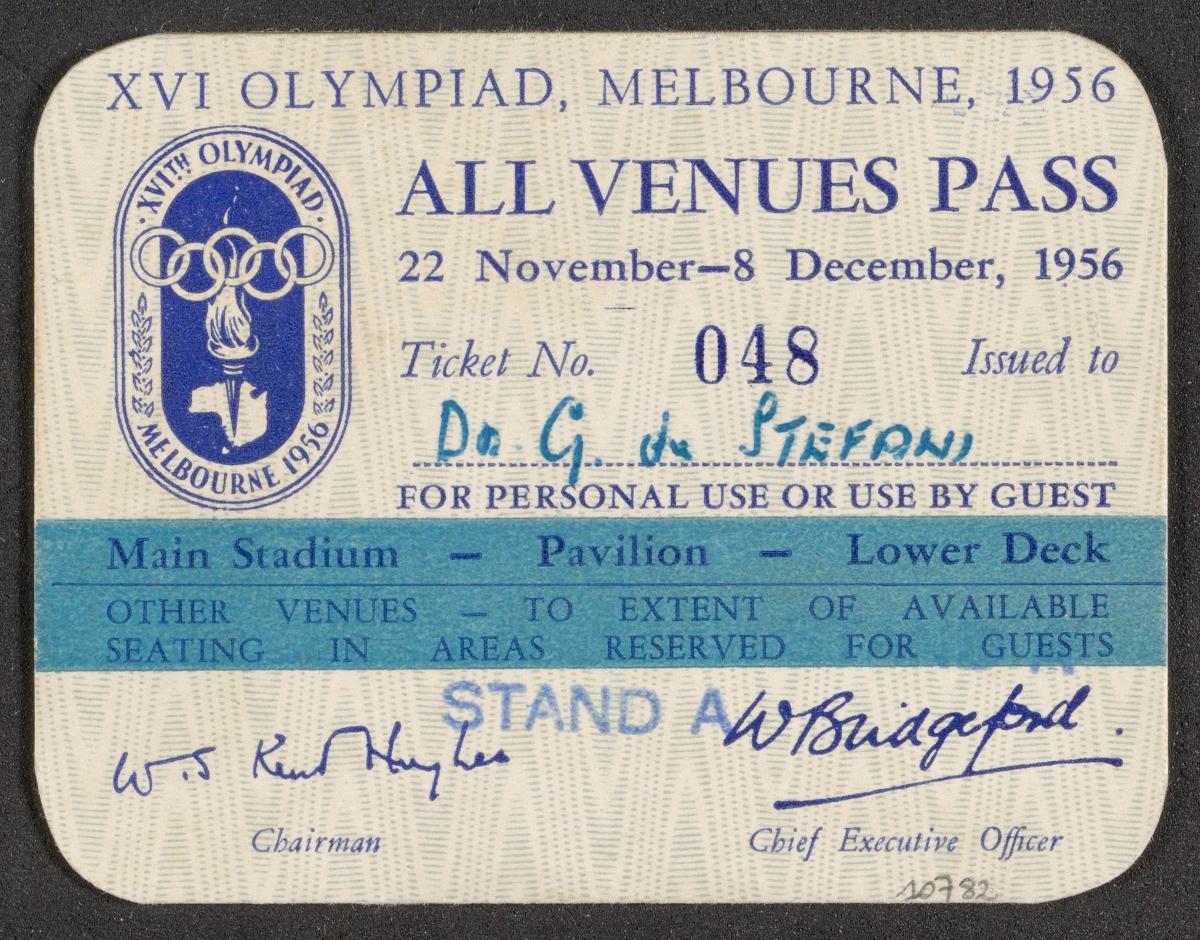 XVI OLYMPIAD, MELBOURNE, 1956
· XVITH OLYMPIAD ·
MELBOURNE 1956
ALL VENUES PASS
22 November—8 December, 1956
Ticket No. 048 Issued to
Dr. G. de STEFANI
FOR PERSONAL USE OR USE BY GUEST
Main Stadium — Pavilion — Lower Deck
OTHER VENUES — TO EXTENT OF AVAILABLE
SEATING IN AREAS RESERVED FOR GUESTS
STAND A
W.S Kent Hughes
W Bridgeford.
Chairman
Chief Executive Officer
10782